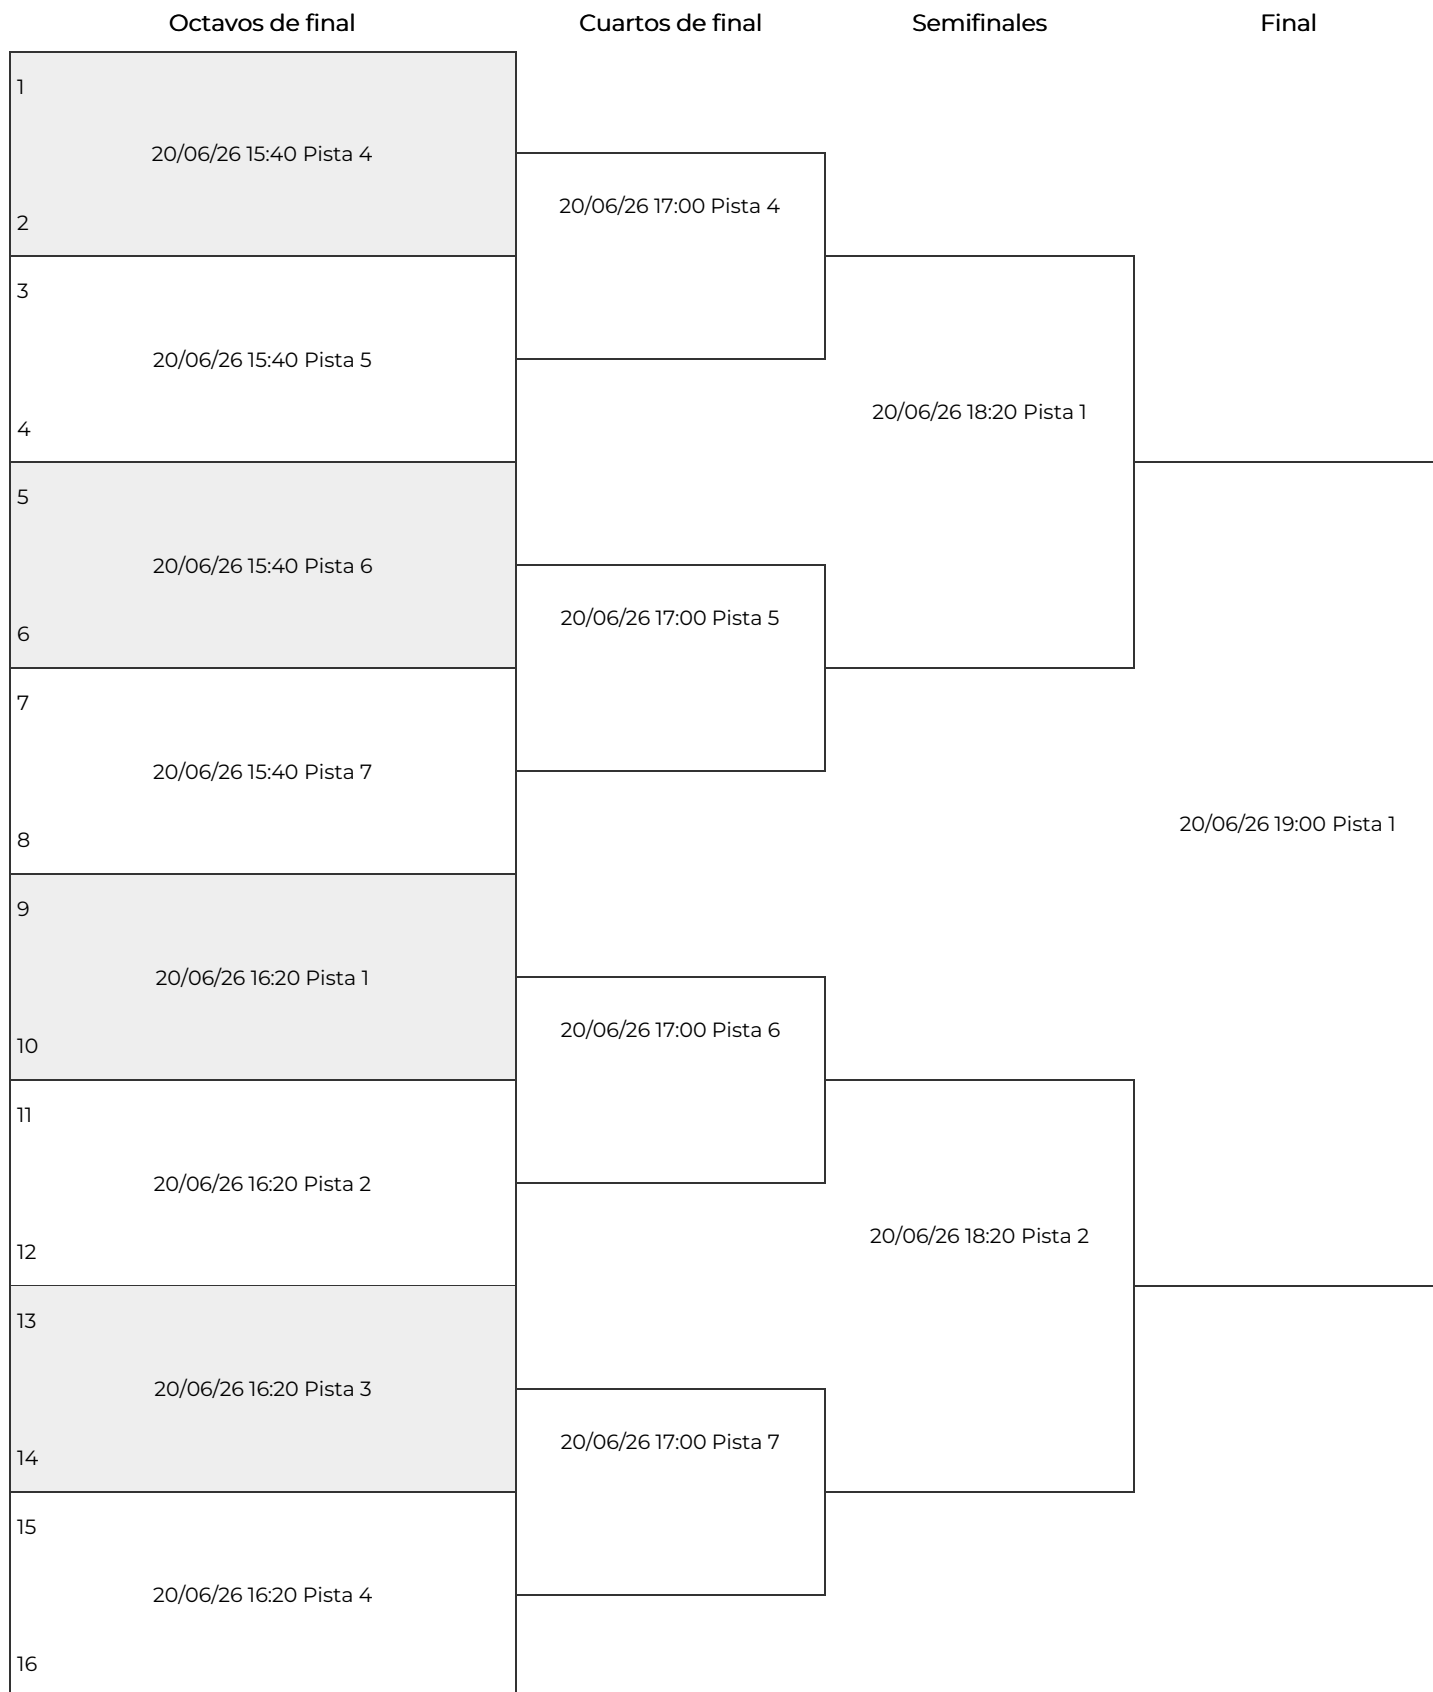 Octavos de final
Cuartos de final
Semifinales
Final
1
20/06/26 15:40 Pista 4
2
20/06/26 17:00 Pista 4
3
20/06/26 15:40 Pista 5
4
20/06/26 18:20 Pista 1
5
20/06/26 15:40 Pista 6
6
20/06/26 17:00 Pista 5
7
20/06/26 15:40 Pista 7
8
20/06/26 19:00 Pista 1
9
20/06/26 16:20 Pista 1
10
20/06/26 17:00 Pista 6
11
20/06/26 16:20 Pista 2
12
20/06/26 18:20 Pista 2
13
20/06/26 16:20 Pista 3
14
20/06/26 17:00 Pista 7
15
20/06/26 16:20 Pista 4
16